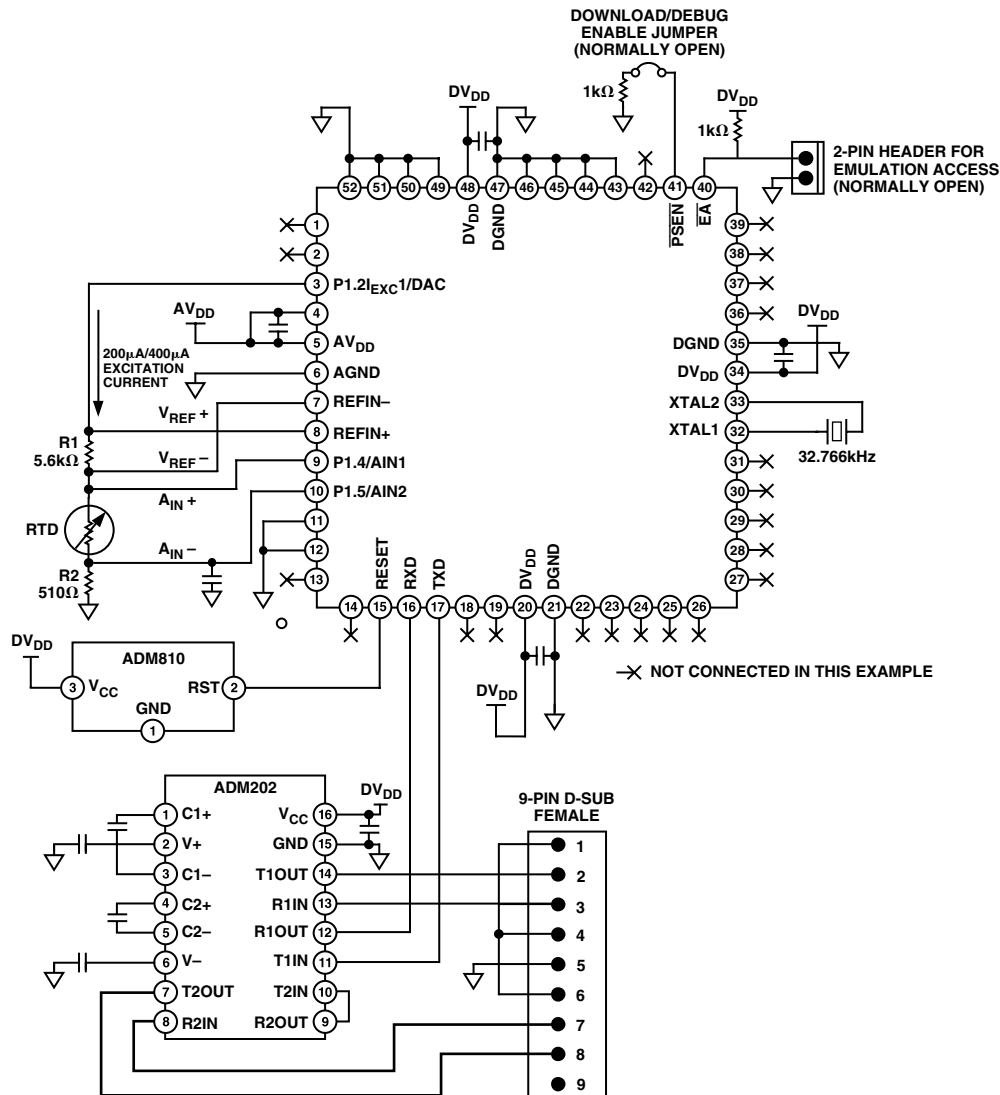 DOWNLOAD/DEBUG
ENABLE JUMPER
(NORMALLY OPEN)
1kΩ
DVDD
1kΩ
DVDD
2-PIN HEADER FOR
EMULATION ACCESS
(NORMALLY OPEN)
52 51 50 49 48 47 46 45 44 43 42 41 40
DVDD
DGND
PSEN
EA
1
2
3 P1.2IEXC1/DAC
4
5 AVDD
6 AGND
7 REFIN–
8 REFIN+
9 P1.4/AIN1
10 P1.5/AIN2
11
12
13
AVDD
200μA/400μA
EXCITATION
CURRENT
VREF+
R1
5.6kΩ
VREF–
AIN+
RTD
AIN–
R2
510Ω
39
38
37
36
DGND 35
DVDD 34
XTAL2 33
XTAL1 32
31
30
29
28
27
DVDD
32.766kHz
RESET
RXD
TXD
DVDD
DGND
14 15 16 17 18 19 20 21 22 23 24 25 26
DVDD
NOT CONNECTED IN THIS EXAMPLE
DVDD
ADM810
3 VCC
RST 2
GND
1
ADM202
1 C1+
2 V+
3 C1–
4 C2+
5 C2–
6 V–
7 T2OUT
8 R2IN
VCC 16
GND 15
T1OUT 14
R1IN 13
R1OUT 12
T1IN 11
T2IN 10
R2OUT 9
DVDD
9-PIN D-SUB
FEMALE
1
2
3
4
5
6
7
8
9